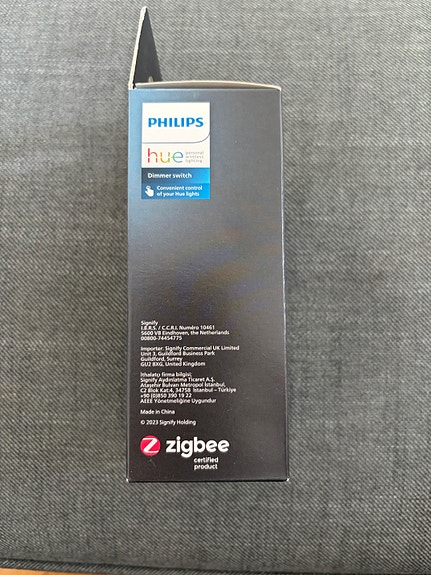 PHILIPS
hue personal
wireless
lighting
Dimmer switch
Convenient control
of your Hue lights
Signify
I.B.R.S. / C.C.R.I. Numéro 10461
5600 VB Eindhoven, the Netherlands
00800-74454775
Importer: Signify Commercial UK Limited
Unit 3, Guildford Business Park
Guildford, Surrey
GU2 8XG, United Kingdom
İthalatçı firma bilgisi:
Signify Aydınlatma Ticaret A.Ş.
Ataşehir Bulvarı Metropol İstanbul,
C2 Blok Kat:4, 34758 İstanbul–Türkiye
+90 (0)850 390 19 22
AEEE Yönetmeliğine Uygundur
Made in China
© 2023 Signify Holding
zigbee
certified
product